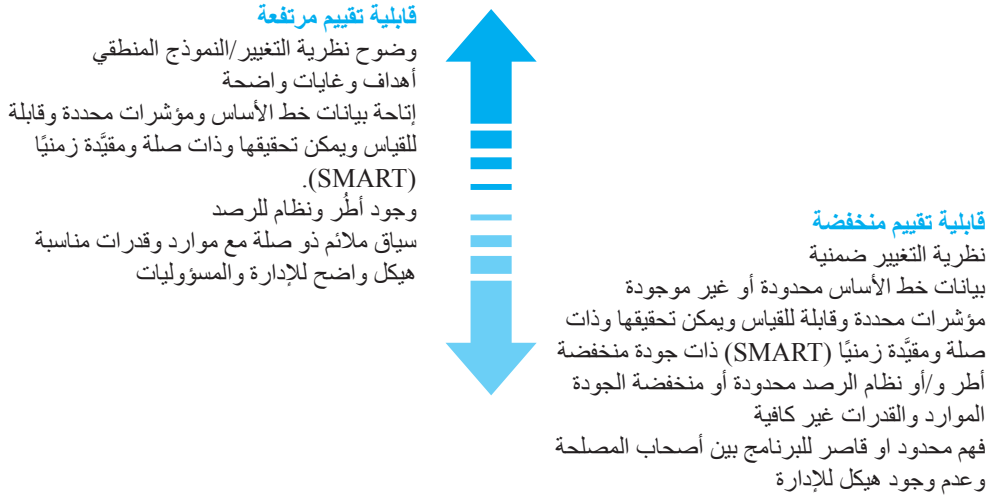 قابلية تقييم مرتفعة
وضوح نظرية التغيير/النموذج المنطقي
أهداف وغايات واضحة
إتاحة بيانات خط الأساس ومؤشرات محددة وقابلة
للقياس ويمكن تحقيقها وذات صلة ومقيَّدة زمنيًا
(SMART).
وجود أطُر ونظام للرصد
سياق ملائم ذو صلة مع موارد وقدرات مناسبة
هيكل واضح للإدارة والمسؤوليات
قابلية تقييم منخفضة
نظرية التغيير ضمنية
بيانات خط الأساس محدودة أو غير موجودة
مؤشرات محددة وقابلة للقياس ويمكن تحقيقها وذات
صلة ومقيَّدة زمنيًا (SMART) ذات جودة منخفضة
أطر و/أو نظام الرصد محدودة أو منخفضة الجودة
الموارد والقدرات غير كافية
فهم محدود او قاصر للبرنامج بين أصحاب المصلحة
وعدم وجود هيكل للإدارة